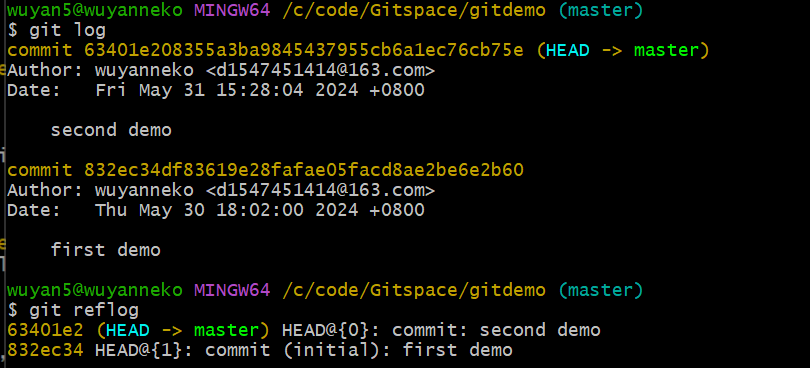 wuyan5@wuyanneko MINGW64 /c/code/Gitspace/gitdemo (master)
$ git log
commit 63401e208355a3ba9845437955cb6a1ec76cb75e (HEAD -> master)
Author: wuyanneko <d1547451414@163.com>
Date:   Fri May 31 15:28:04 2024 +0800
    second demo
commit 832ec34df83619e28fafae05facd8ae2be6e2b60
Author: wuyanneko <d1547451414@163.com>
Date:   Thu May 30 18:02:00 2024 +0800
    first demo
wuyan5@wuyanneko MINGW64 /c/code/Gitspace/gitdemo (master)
$ git reflog
63401e2 (HEAD -> master) HEAD@{0}: commit: second demo
832ec34 HEAD@{1}: commit (initial): first demo